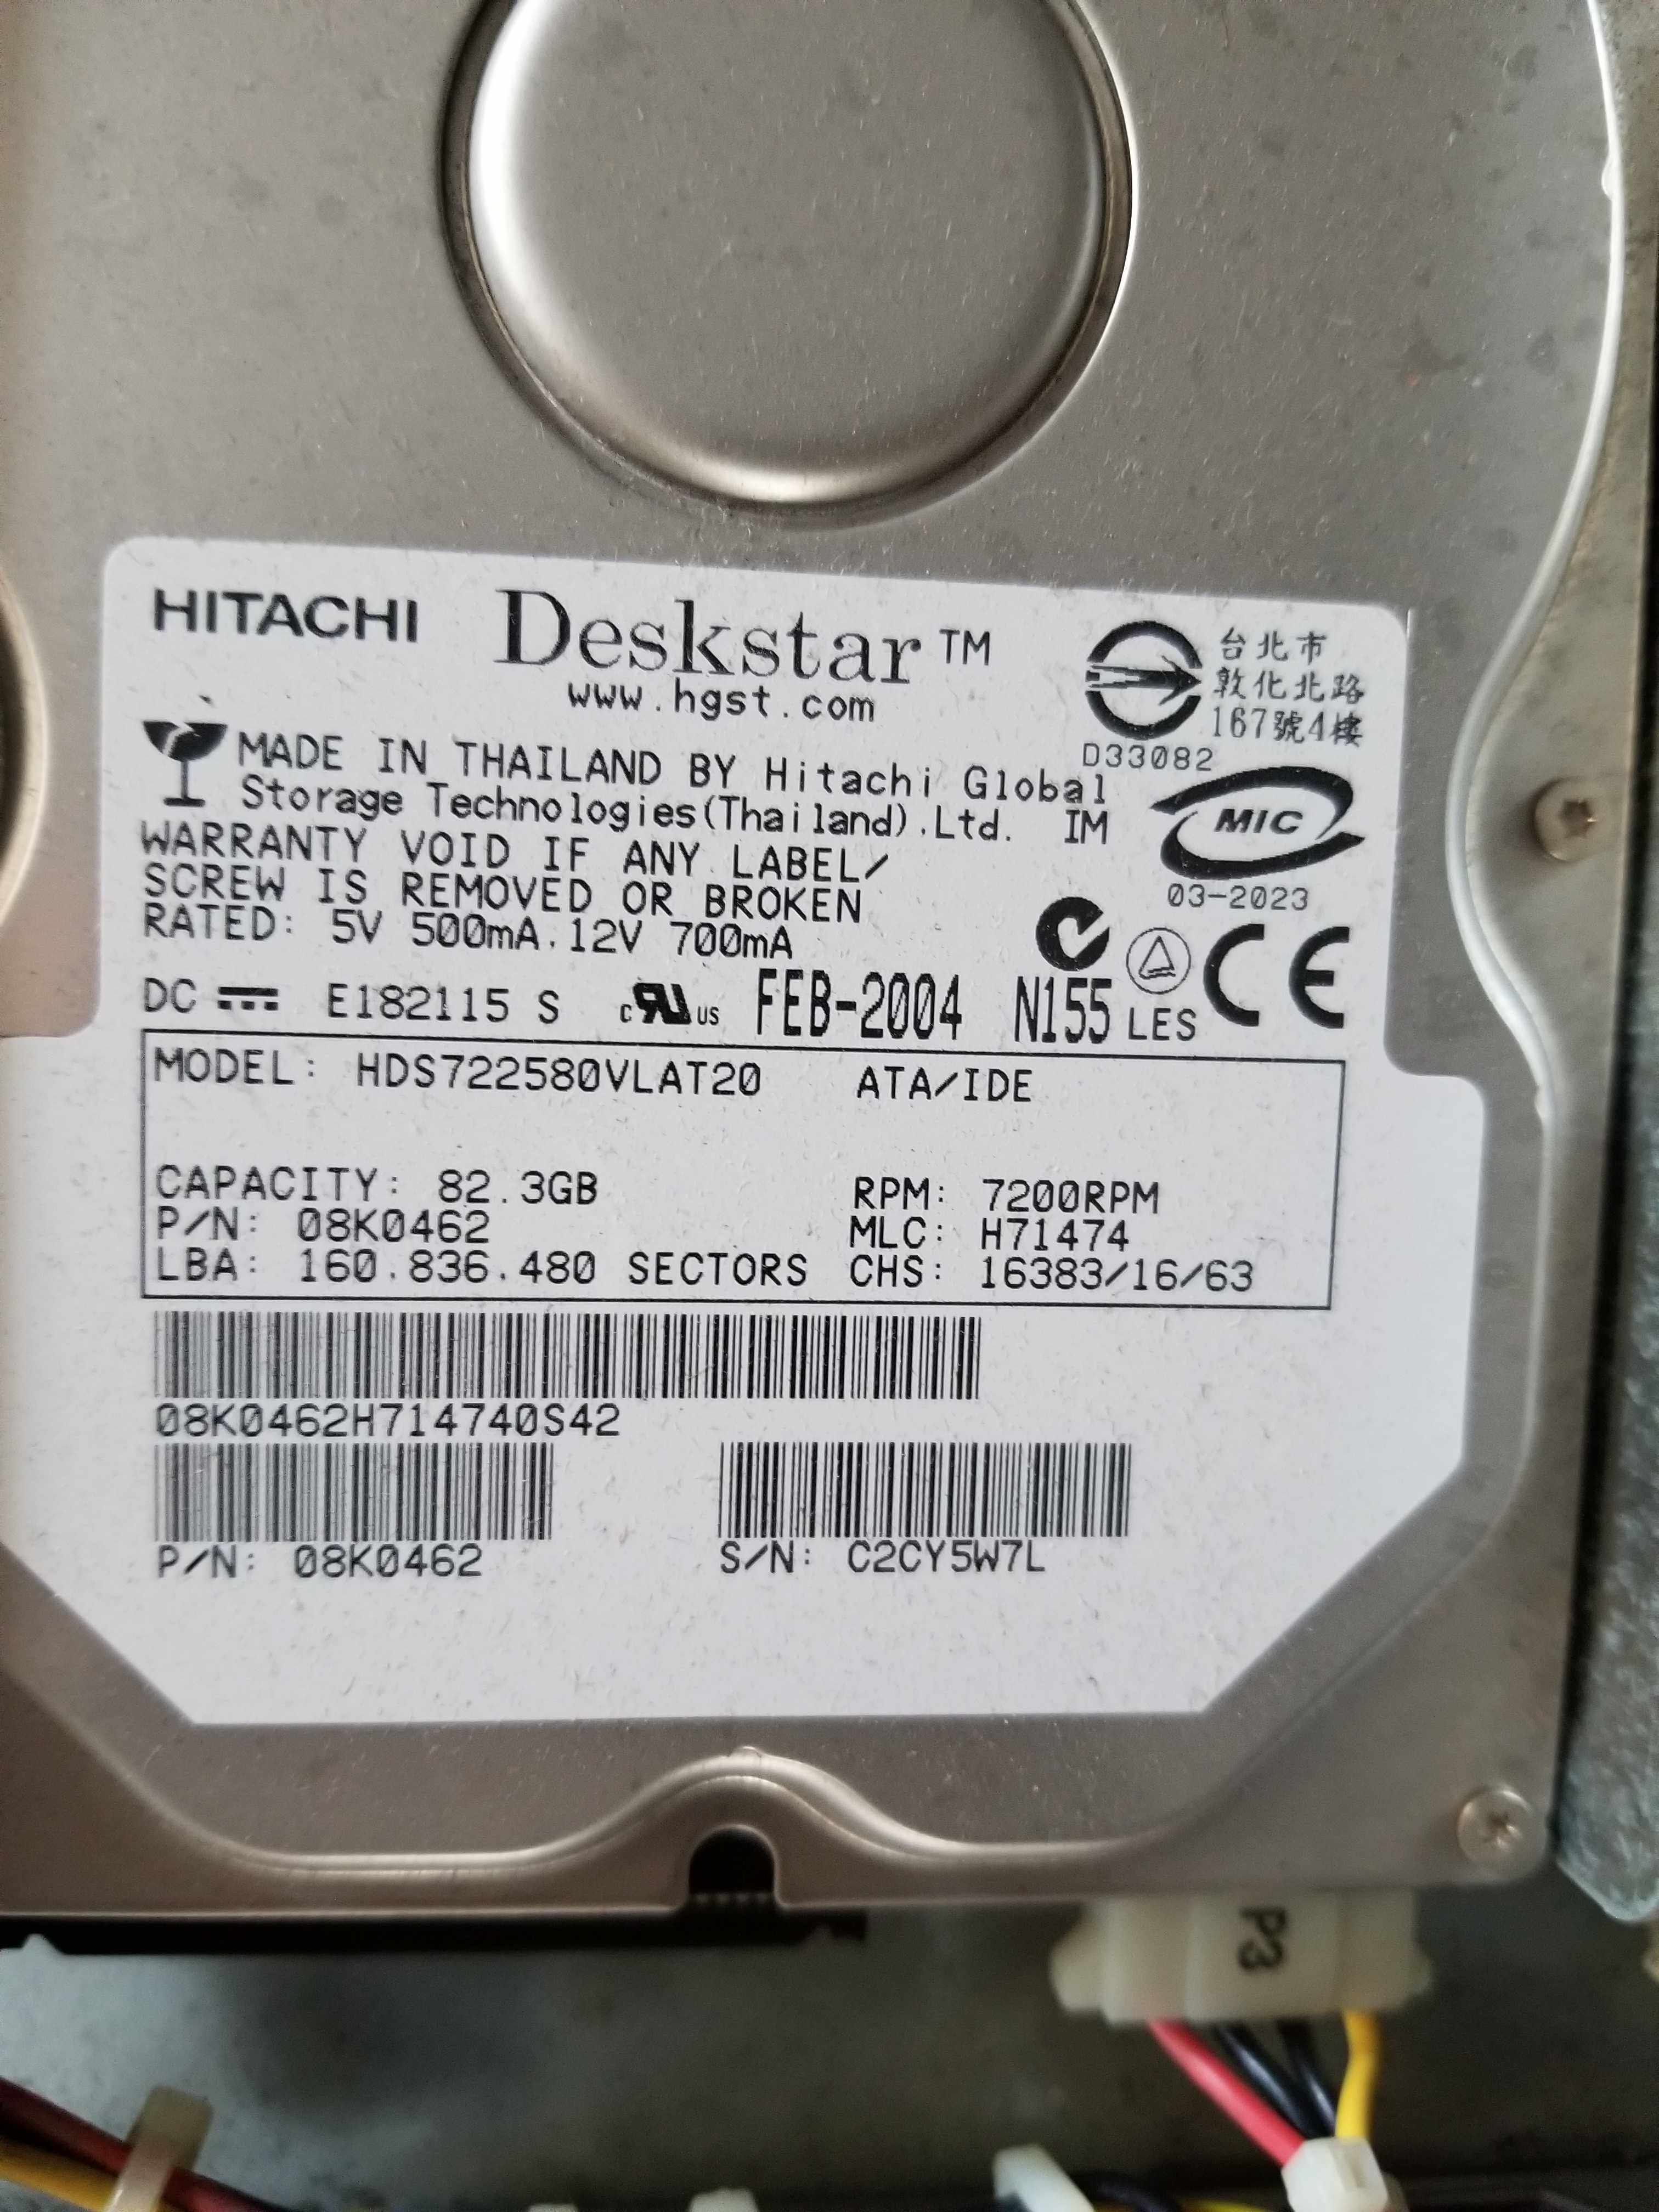 HITACHI Deskstar™
www.hgst.com
台北市
敦化北路
167號4樓
D33082
MADE IN THAILAND BY Hitachi Global
Storage Technologies(Thailand).Ltd. IM
MIC
03-2023
WARRANTY VOID IF ANY LABEL/
SCREW IS REMOVED OR BROKEN
RATED: 5V 500mA.12V 700mA
DC E182115 S c RU US FEB-2004 N155 LES CE
MODEL: HDS722580VLAT20 ATA/IDE
CAPACITY: 82.3GB RPM: 7200RPM
P/N: 08K0462 MLC: H71474
LBA: 160.836.480 SECTORS CHS: 16383/16/63
08K0462H714740S42
P/N: 08K0462 S/N: C2CY5W7L
P3